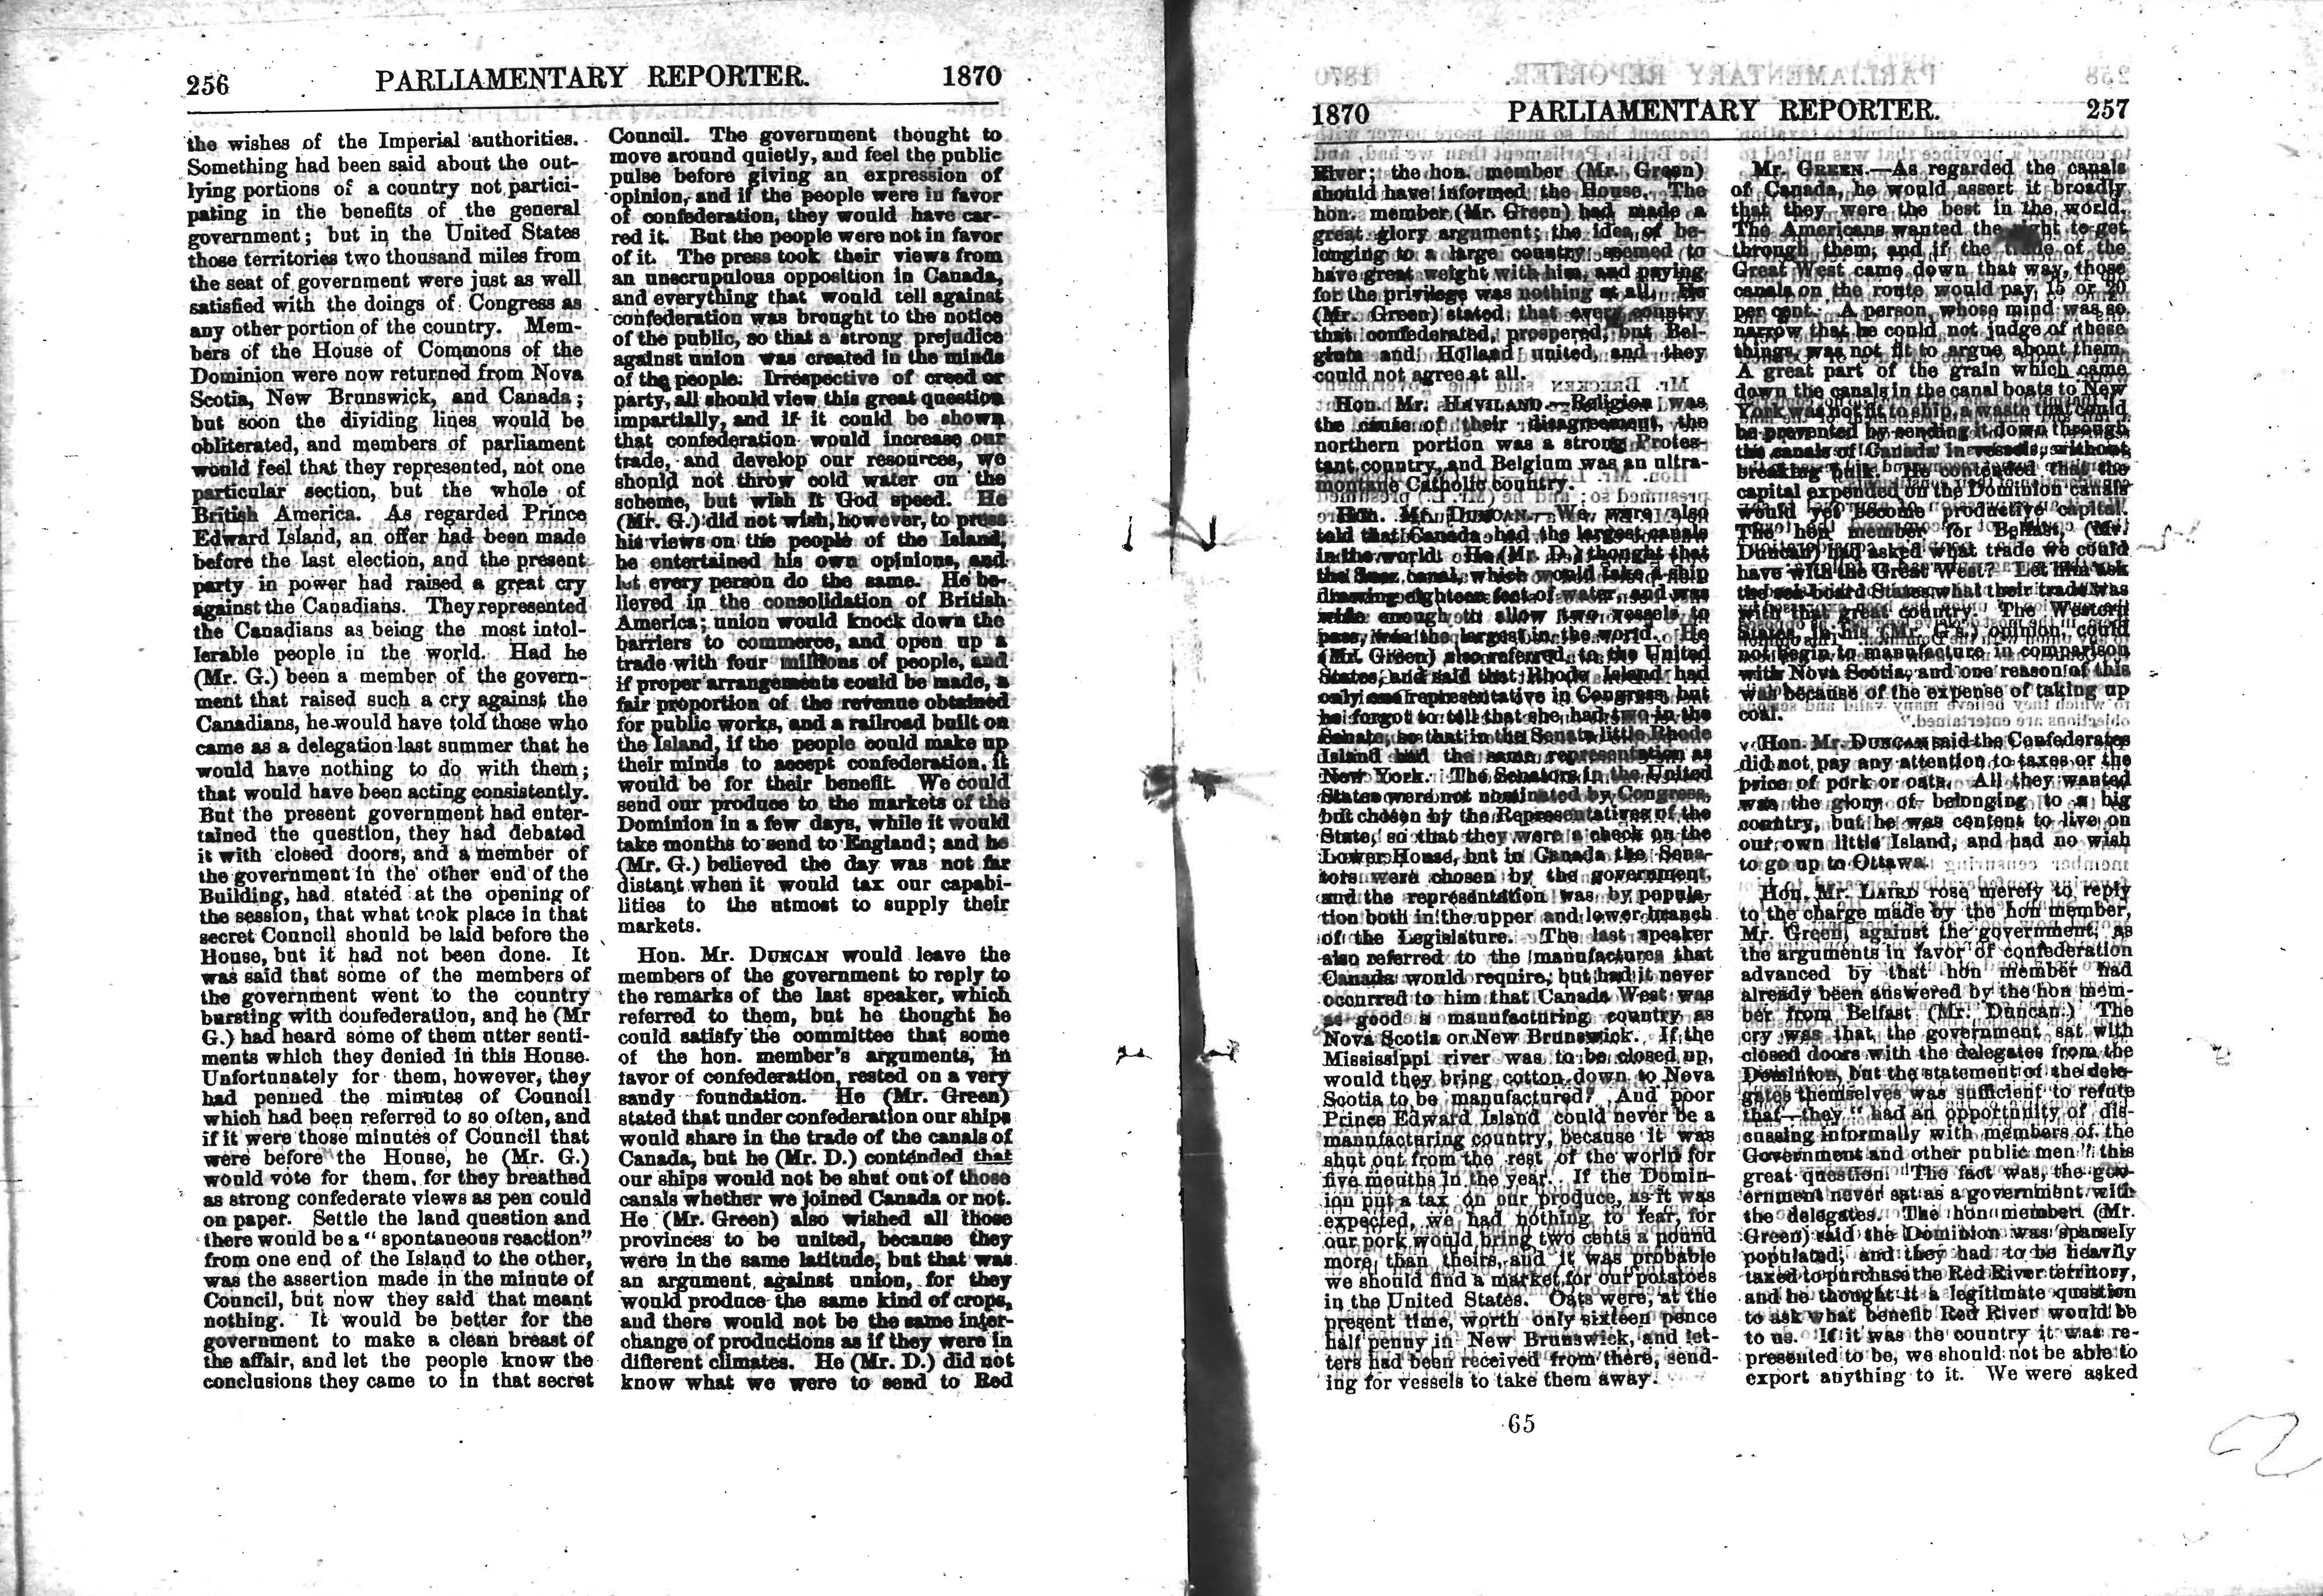 256 PARLIAMENTARY REPORTER. 1870
the wishes of the Imperial authorities.
Something had been said about the out-
lying portions of a country not partici-
pating in the benefits of the general
government; but in the United States
those territories two thousand miles from
the seat of government were just as well
satisfied with the doings of Congress as
any other portion of the country. Mem-
bers of the House of Commons of the
Dominion were now returned from Nova
Scotia, New Brunswick, and Canada;
but soon the dividing lines would be
obliterated, and members of parliament
would feel that they represented, not one
particular section, but the whole of
British America. As regarded Prince
Edward Island, an offer had been made
before the last election, and the present
party in power had raised a great cry
against the Canadians. They represented
the Canadians as being the most intol-
lerable people in the world. Had he
(Mr. G.) been a member of the govern-
ment that raised such a cry against the
Canadians, he would have told those who
came as a delegation last summer that he
would have nothing to do with them;
that would have been acting consistently.
But the present government had enter-
tained the question, they had debated
it with closed doors, and a member of
the government in the other end of the
Building, had stated at the opening of
the session, that what took place in that
secret Council should be laid before the
House, but it had not been done. It
was said that some of the members of
the government went to the country
bursting with confederation, and he (Mr
G.) had heard some of them utter senti-
ments which they denied in this House.
Unfortunately for them, however, they
had penned the minutes of Council
which had been referred to so often, and
if it were those minutes of Council that
were before the House, he (Mr. G.)
would vote for them, for they breathed
as strong confederate views as pen could
on paper. Settle the land question and
there would be a "spontaneous reaction"
from one end of the Island to the other,
was the assertion made in the minute of
Council, but now they said that meant
nothing. It would be better for the
government to make a clean breast of
the affair, and let the people know the
conclusions they came to in that secret
Council. The government thought to
move around quietly, and feel the public
pulse before giving an expression of
opinion, and if the people were in favor
of confederation, they would have car-
red it. But the people were not in favor
of it. The press took their views from
an unscrupulous opposition in Canada,
and everything that would tell against
confederation was brought to the notice
of the public, so that a strong prejudice
against union was created in the minds
of the people. Irrespective of creed or
party, all should view this great question
impartially, and if it could be shown
that confederation would increase our
trade, and develop our resources, we
should not throw cold water on the
scheme, but wish it God speed. He
(Mr. G.) did not wish, however, to press
his views on the people of the Island;
he entertained his own opinions, and
let every person do the same. He be-
lieved in the consolidation of British
America; union would knock down the
barriers to commerce, and open up a
trade with four millions of people, and
if proper arrangements could be made, a
fair proportion of the revenue obtained
for public works, and a railroad built on
the Island, if the people could make up
their minds to accept confederation, it
would be for their benefit. We could
send our produce to the markets of the
Dominion in a few days, while it would
take months to send to England; and he
(Mr. G.) believed the day was not far
distant when it would tax our capabi-
lities to the utmost to supply their
markets.
Hon. Mr. DUNCAN would leave the
members of the government to reply to
the remarks of the last speaker, which
referred to them, but he thought he
could satisfy the committee that some
of the hon. member's arguments, in
favor of confederation, rested on a very
sandy foundation. He (Mr. Green)
stated that under confederation our ships
would share in the trade of the canals of
Canada, but he (Mr. D.) contended that
our ships would not be shut out of those
canals whether we joined Canada or not.
He (Mr. Green) also wished all those
provinces to be united, because they
were in the same latitude, but that was
an argument against union, for they
would produce the same kind of crops,
and there would not be the same inter-
change of productions as if they were in
different climates. He (Mr. D.) did not
know what we were to send to Red
1870 PARLIAMENTARY REPORTER. 257
River; the hon. member (Mr. Green)
should have informed the House. The
hon. member (Mr. Green) had made a
great glory argument; the idea of be-
longing to a large country seemed to
have great weight with him, and paying
for the privilege was nothing at all. He
(Mr. Green) stated that every country
that confederated, prospered, but Bel-
gium and Holland united, and they
could not agree at all.
Hon. Mr. HAVILAND.—Religion was
the cause of their disagreement, the
northern portion was a strong Protes-
tant country, and Belgium was an ultra-
montane Catholic country.
Hon. Mr. DUNCAN.—We were also
told that Canada had the largest canals
in the world. He (Mr. D.) thought that
the Suez canal, which would take a ship
drawing eighteen feet of water, and was
wide enough to allow two vessels to
pass, was the largest in the world. He
(Mr. Green) also referred to the United
States, and said that Rhode Island had
only one representative in Congress, but
he forgot to tell that she had two in the
Senate, so that in the Senate little Rhode
Island had the same representation as
New York. The Senators in the United
States were not nominated by Congress,
but chosen by the Representatives of the
State, so that they were a check on the
Lower House, but in Canada the Sena-
tors were chosen by the government,
and the representation was by popula-
tion both in the upper and lower branch
of the Legislature. The last speaker
also referred to the manufactures that
Canada would require, but had it never
occurred to him that Canada West was
as good a manufacturing country as
Nova Scotia or New Brunswick. If the
Mississippi river was to be closed up,
would they bring cotton down to Nova
Scotia to be manufactured? And poor
Prince Edward Island could never be a
manufacturing country, because it was
shut out from the rest of the world for
five months in the year. If the Domin-
ion put a tax on our produce, as it was
expected, we had nothing to fear, for
our pork would bring two cents a pound
more than theirs, and it was probable
we should find a market for our potatoes
in the United States. Oats were, at the
present time, worth only sixteen pence
half penny in New Brunswick, and let-
ters had been received from there, send-
ing for vessels to take them away.
Mr. GREEN.—As regarded the canals
of Canada, he would assert it broadly
that they were the best in the world.
The Americans wanted the to get
through them; and if the trade of the
Great West came down that way, those
canals on the route would pay 15 or 20
per cent. A person, whose mind was so
narrow that he could not judge of these
things, was not fit to argue about them.
A great part of the grain which came
down the canals in the canal boats to New
York was not fit to ship, a waste that could
be prevented by sending it down through
the canals of Canada in vessels, without
breaking bulk. He contended that the
capital expended on the Dominion canals
would yet become productive capital.
The hon member for Belfast, (Mr.
Duncan) had asked what trade we could
have with the Great West? Let him ask
the sea-board States what their trade was
with that great country. The Western
States, in his (Mr. G's.) opinion, could
not begin to manufacture in comparison
with Nova Scotia, and one reason of this
was because of the expense of taking up
coal.
Hon. Mr. DUNCAN said the Confederates
did not pay any attention to taxes or the
price of pork or oats. All they wanted
was the glory of belonging to a big
country, but he was content to live on
our own little Island, and had no wish
to go up to Ottawa.
Hon. Mr. LAIRD rose merely to reply
to the charge made by the hon member,
Mr. Green, against the government, as
the arguments in favor of confederation
advanced by that hon member had
already been answered by the hon mem-
ber from Belfast (Mr. Duncan.) The
cry was that the government sat with
closed doors with the delegates from the
Dominion, but the statement of the dele-
gates themselves was sufficient to refute
that—they "had an opportunity of dis-
cussing informally with members of the
Government and other public men" this
great question. The fact was, the gov-
ernment never sat as a government with
the delegates. The hon member (Mr.
Green) said the Dominion was sparsely
populated, and they had to be heavily
taxed to purchase the Red River territory,
and he thought it a legitimate question
to ask what benefit Red River would be
to us. If it was the country it was re-
presented to be, we should not be able to
export anything to it. We were asked
65